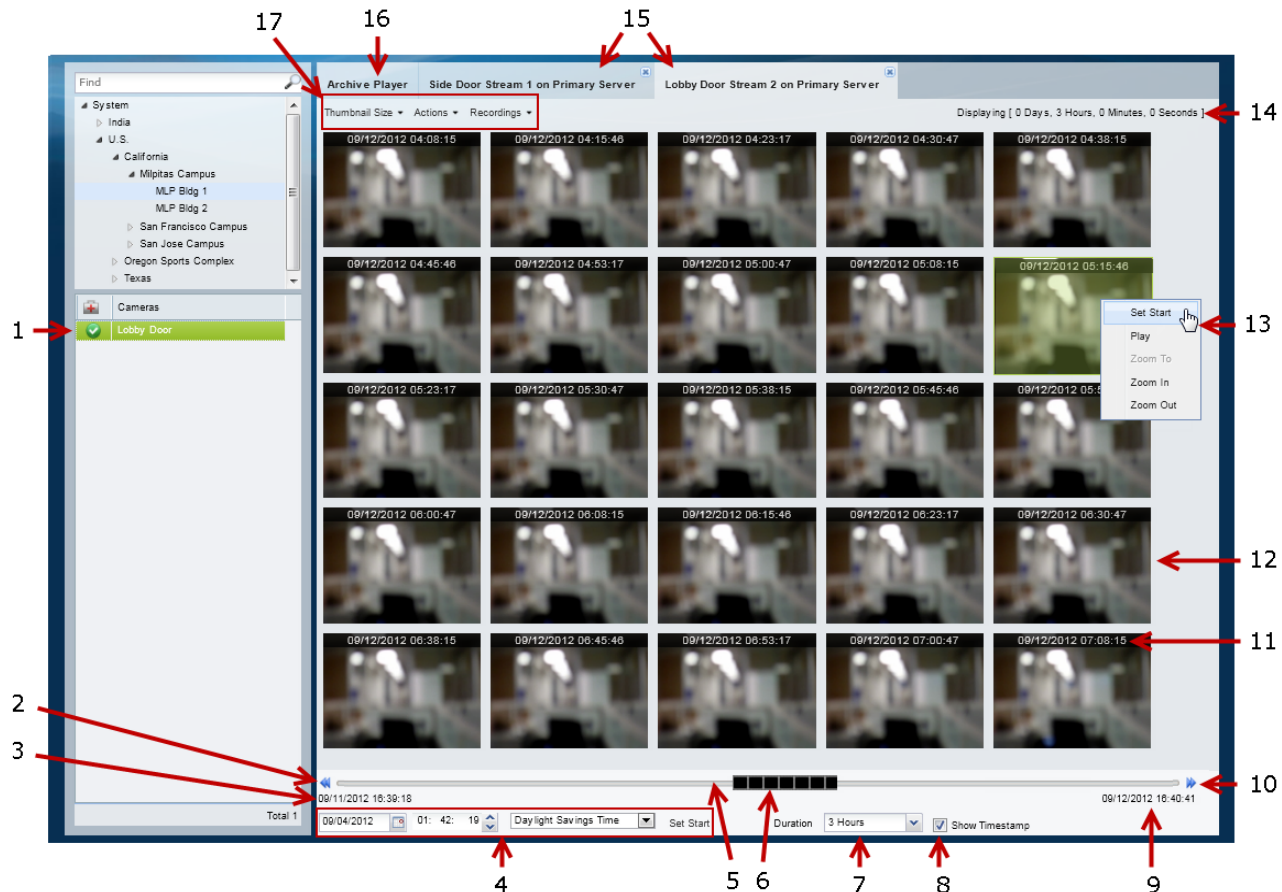 17 16 15
Find
System
India
U.S.
California
Milpitas Campus
MLP Bldg 1
MLP Bldg 2
San Francisco Campus
San Jose Campus
Oregon Sports Complex
Texas
Cameras
1 Lobby Door
Total 1
Archive Player Side Door Stream 1 on Primary Server Lobby Door Stream 2 on Primary Server
Thumbnail Size Actions Recordings Displaying [ 0 Days, 3 Hours, 0 Minutes, 0 Seconds ] 14
09/12/2012 04:08:15 09/12/2012 04:15:46 09/12/2012 04:23:17 09/12/2012 04:30:47 09/12/2012 04:38:15
09/12/2012 04:45:46 09/12/2012 04:53:17 09/12/2012 05:00:47 09/12/2012 05:08:15 09/12/2012 05:15:46
Set Start 13
Play
Zoom To
Zoom In
Zoom Out
09/12/2012 05:23:17 09/12/2012 05:30:47 09/12/2012 05:38:15 09/12/2012 05:45:46 09/12/2012
09/12/2012 06:00:47 09/12/2012 06:08:15 09/12/2012 06:15:46 09/12/2012 06:23:17 09/12/2012 06:30:47
12
09/12/2012 06:38:15 09/12/2012 06:45:46 09/12/2012 06:53:17 09/12/2012 07:00:47 09/12/2012 07:08:15 11
2
3
10
09/11/2012 16:39:18 09/12/2012 16:40:41
09/04/2012 01: 42: 19 Daylight Savings Time Set Start Duration 3 Hours Show Timestamp
4 5 6 7 8 9